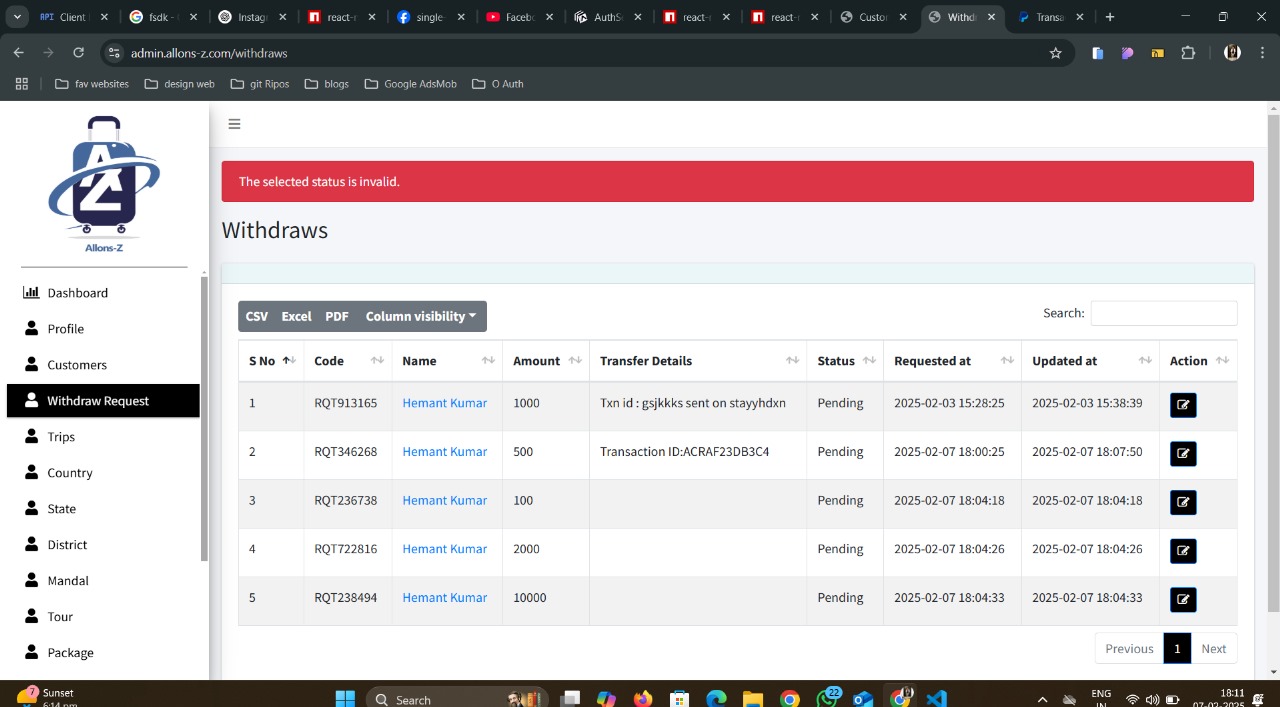 API Client
fsdk -
Instag
react-
single-
Faceb
AuthS
react-
react-
Custo
Withd
Transa
admin.allons-z.com/withdraws
fav websites design web git Ripos blogs Google AdsMob O Auth
AZ
Allons-Z
Dashboard
Profile
Customers
Withdraw Request
Trips
Country
State
District
Mandal
Tour
Package
The selected status is invalid.
Withdraws
CSV Excel PDF Column visibility
Search:
S No Code Name Amount Transfer Details Status Requested at Updated at Action
1 RQT913165 Hemant Kumar 1000 Txn id : gsjkkks sent on stayyhdxn Pending 2025-02-03 15:28:25 2025-02-03 15:38:39
2 RQT346268 Hemant Kumar 500 Transaction ID:ACRAF23DB3C4 Pending 2025-02-07 18:00:25 2025-02-07 18:07:50
3 RQT236738 Hemant Kumar 100 Pending 2025-02-07 18:04:18 2025-02-07 18:04:18
4 RQT722816 Hemant Kumar 2000 Pending 2025-02-07 18:04:26 2025-02-07 18:04:26
5 RQT238494 Hemant Kumar 10000 Pending 2025-02-07 18:04:33 2025-02-07 18:04:33
Previous 1 Next
7 Sunset
6:14 pm
Search
22
ENG
IN
18:11
07-02-2025